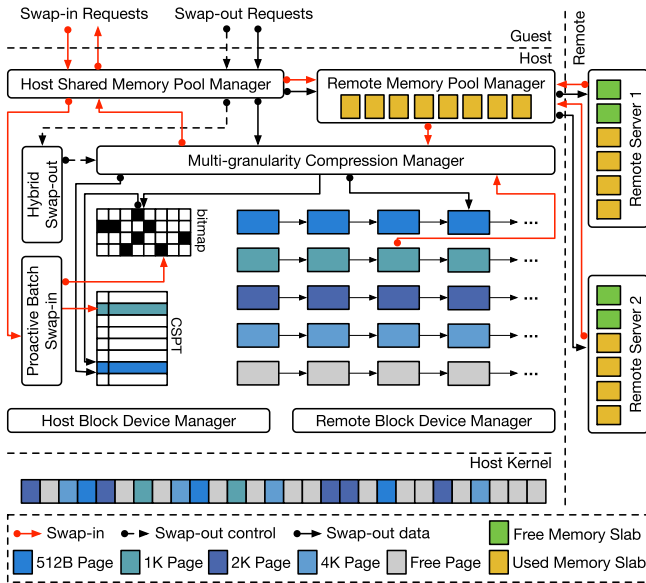 Swap-in Requests
Swap-out Requests
Guest
Host
Remote
Host Shared Memory Pool Manager
Remote Memory Pool Manager
Remote Server 1
Multi-granularity Compression Manager
Hybrid
Swap-out
bitmap
...
...
...
...
...
Proactive Batch
Swap-in
CSPT
Remote Server 2
Host Block Device Manager
Remote Block Device Manager
Host Kernel
Swap-in
Swap-out control
Swap-out data
Free Memory Slab
512B Page
1K Page
2K Page
4K Page
Free Page
Used Memory Slab